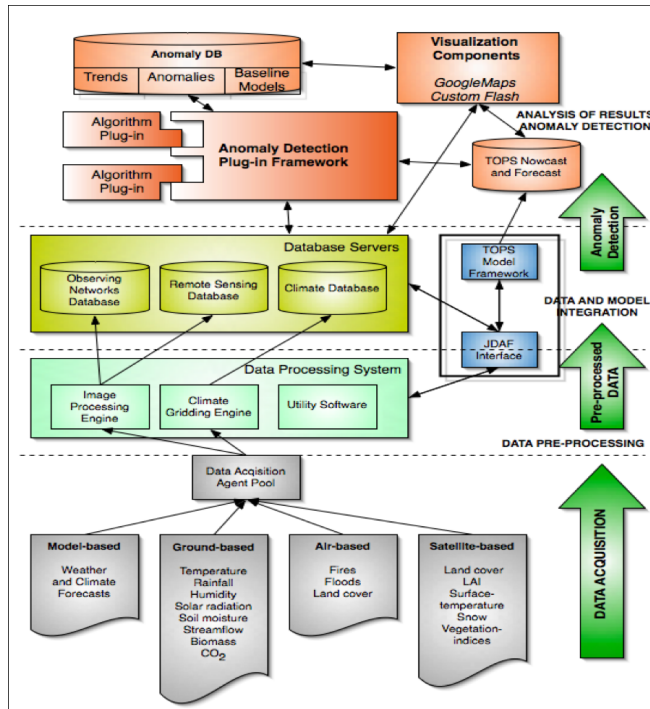 Anomaly DB
Trends
Anomalies
Baseline
Models
Visualization
Components
GoogleMaps
Custom Flash
ANALYSIS OF RESULTS
ANOMALY DETECTION
Algorithm
Plug-in
Algorithm
Plug-in
Anomaly Detection
Plug-in Framework
TOPS Nowcast
and Forecast
Anomaly
Detection
Database Servers
Observing
Networks
Database
Remote Sensing
Database
Climate Database
TOPS
Model
Framework
DATA AND MODEL
INTEGRATION
JDAF
Interface
Data Processing System
Image
Processing
Engine
Climate
Gridding Engine
Utility Software
Pre-processed
DATA
DATA PRE-PROCESSING
Data Acqisition
Agent Pool
Model-based
Weather
and Climate
Forecasts
Ground-based
Temperature
Rainfall
Humidity
Solar radiation
Soil moisture
Streamflow
Biomass
CO2
Air-based
Fires
Floods
Land cover
Satellite-based
Land cover
LAI
Surface-
temperature
Snow
Vegetation-
indices
DATA ACQUISITION